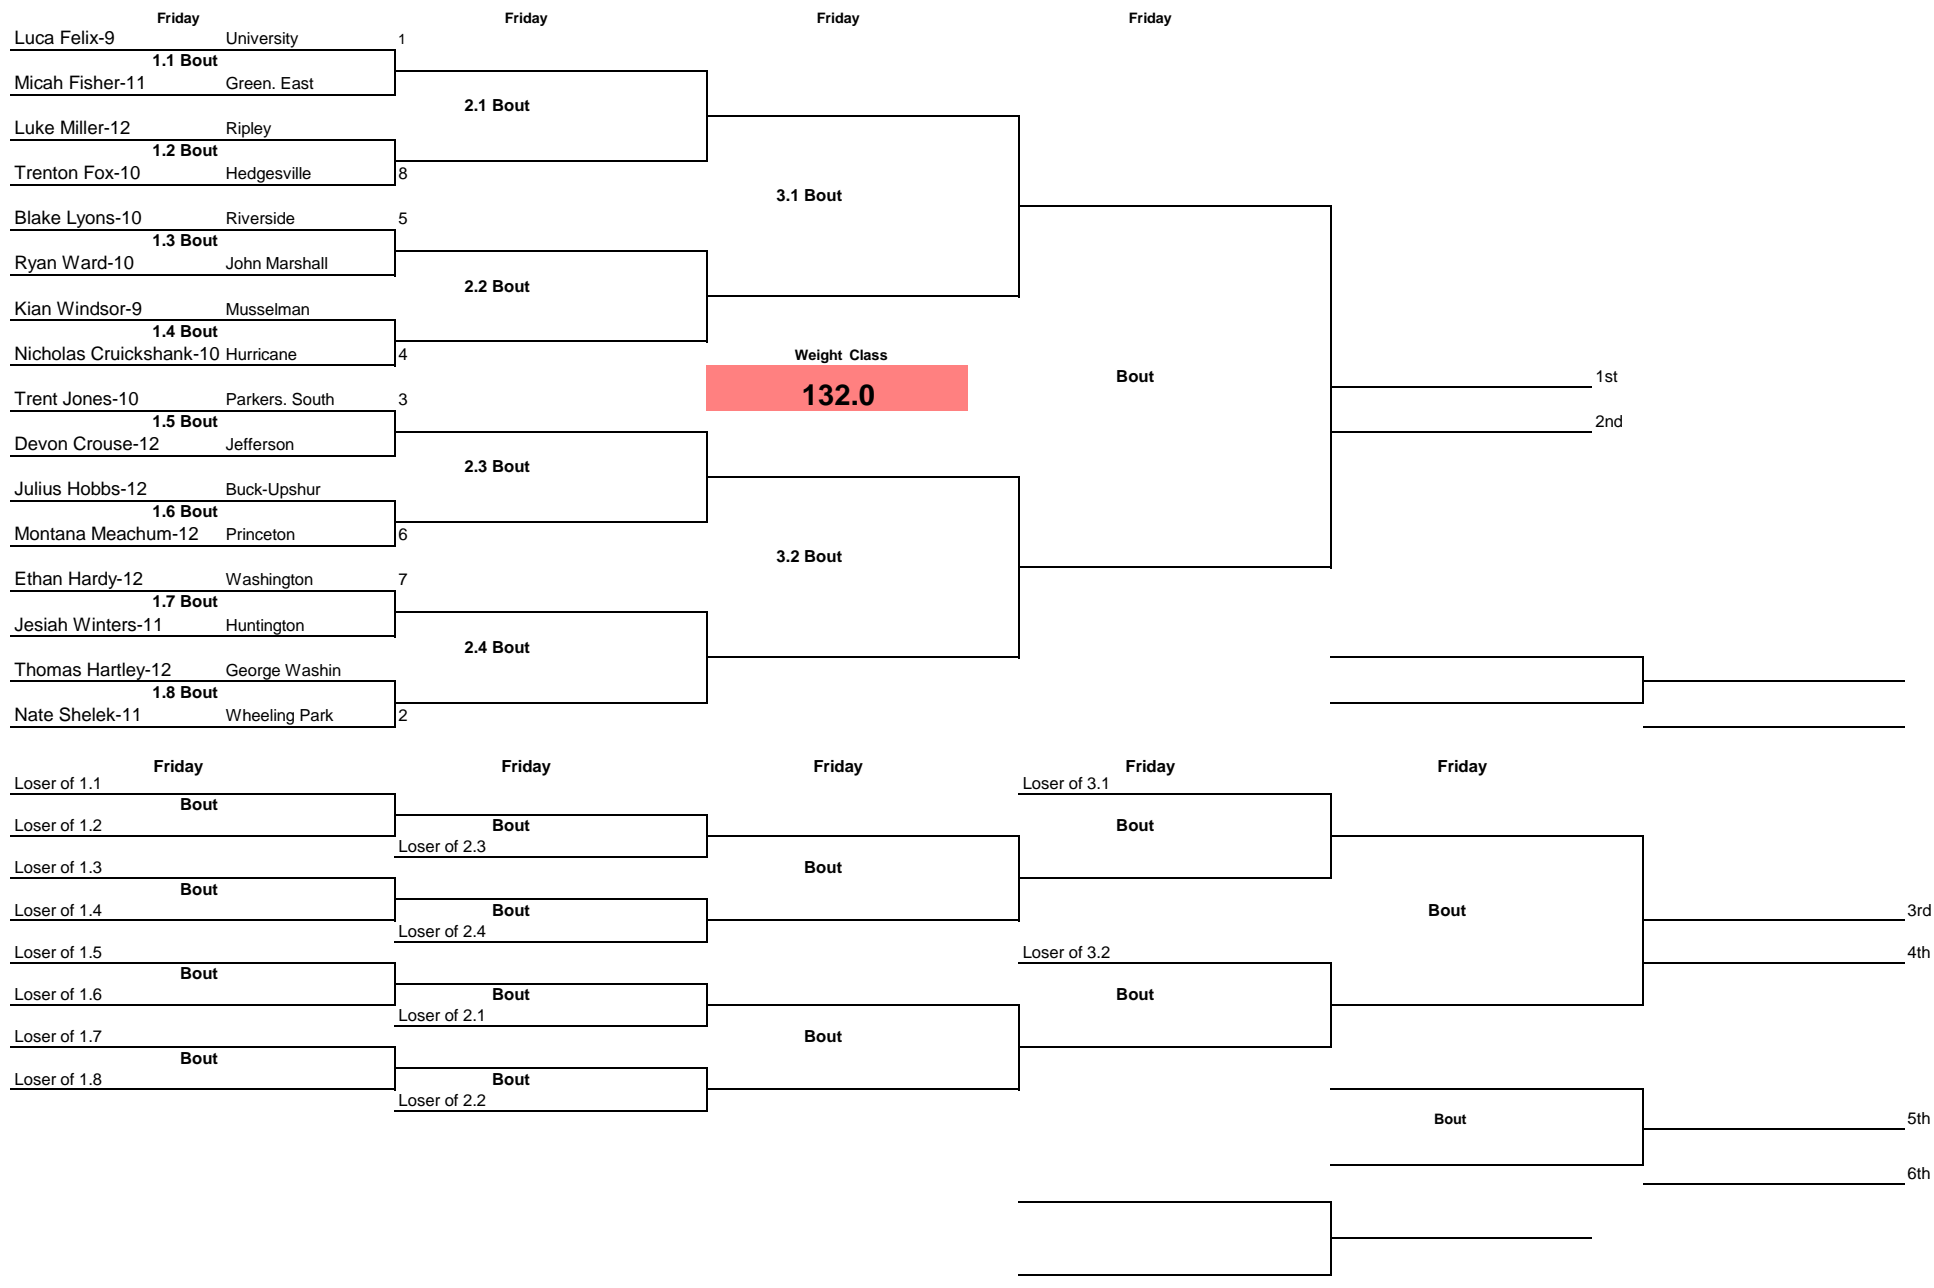 Friday Friday Friday Friday
Luca Felix-9 University 1
1.1 Bout
Micah Fisher-11 Green. East
2.1 Bout
Luke Miller-12 Ripley
1.2 Bout
Trenton Fox-10 Hedgesville 8
3.1 Bout
Blake Lyons-10 Riverside 5
1.3 Bout
Ryan Ward-10 John Marshall
2.2 Bout
Kian Windsor-9 Musselman
1.4 Bout
Nicholas Cruickshank-10 Hurricane 4 Weight Class
Bout 1st
Trent Jones-10 Parkers. South 3 132.0
1.5 Bout 2nd
Devon Crouse-12 Jefferson
2.3 Bout
Julius Hobbs-12 Buck-Upshur
1.6 Bout
Montana Meachum-12 Princeton 6
3.2 Bout
Ethan Hardy-12 Washington 7
1.7 Bout
Jesiah Winters-11 Huntington
2.4 Bout
Thomas Hartley-12 George Washin
1.8 Bout
Nate Shelek-11 Wheeling Park 2
Friday Friday Friday Friday Friday
Loser of 1.1 Loser of 3.1
Bout
Loser of 1.2 Bout Bout
Loser of 2.3
Loser of 1.3 Bout
Bout
Loser of 1.4 Bout Bout 3rd
Loser of 2.4
Loser of 1.5 Loser of 3.2 4th
Bout
Loser of 1.6 Bout Bout
Loser of 2.1
Loser of 1.7 Bout
Bout
Loser of 1.8 Bout
Loser of 2.2
Bout 5th
6th